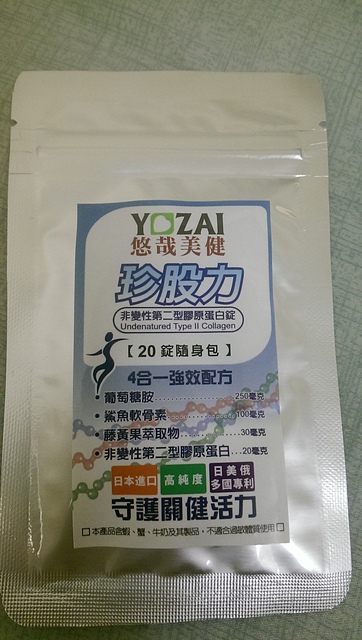 YOZAI
悠哉美健
珍股力
非變性第二型膠原蛋白錠
Undenatured Type II Collagen
【20錠隨身包】
4合一強效配方
・葡萄糖胺..................250毫克
・鯊魚軟骨素..................100毫克
・藤黃果萃取物...............30毫克
・非變性第二型膠原蛋白...20毫克
日本進口 高純度 日美俄多國專利
守護關健活力
□本產品含蝦、蟹、牛奶及其製品，不適合過敏體質使用□